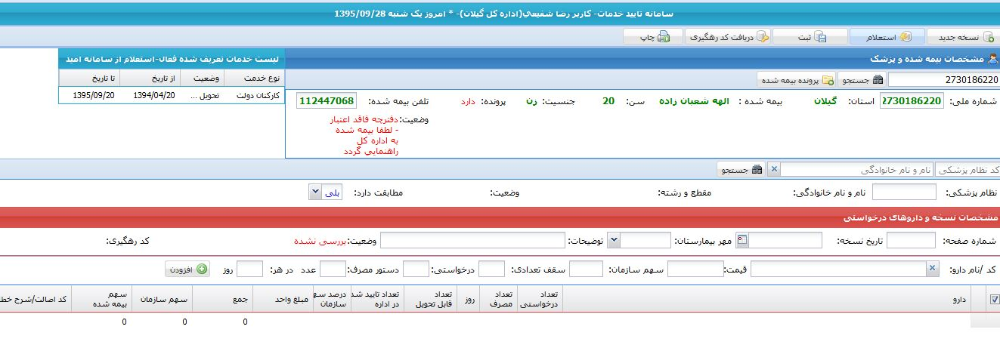 سامانه تایید خدمات- کاربر رضا شفیعي(اداره کل گیلان)- * امروز یک شنبه 1395/09/28
نسخه جدید
استعلام
ثبت
دریافت کد رهگیری
چاپ
مشخصات بیمه شده و پزشک
2730186220
جستجو
پرونده بیمه شده
شماره ملی: 2730186220 استان: گیلان بیمه شده : الهه شعبان زاده سن: 20 جنسیت: زن پرونده: دارد تلفن بیمه شده: 112447068
وضعیت:دفترچه فاقد اعتبار
- لطفا بیمه شده
به اداره کل
راهنمایي گردد
لیست خدمات تعریف شده فعال-استعلام از سامانه امید
نوع خدمت وضعیت از تاریخ تا تاریخ
کارکنان دولت تحویل ... 1394/04/20 1395/09/20
کد نظام پزشکی نام و نام خانوادگی جستجو
نظام پزشکی: نام و نام خانوادگی: مقطع و رشته: وضعیت: مطابقت دارد: بلی
مشخصات نسخه و داروهای درخواستی
شماره صفحه: تاریخ نسخه: مهر بیمارستان: توضیحات: وضعیت:بررسی نشده کد رهگیری:
کد /نام دارو: قیمت: سهم سازمان: سقف تعدادی: درخواستی: دستور مصرف: عدد در هر: روز افزودن
دارو
تعداد درخواستی
تعداد مصرف
روز
تعداد قابل تحویل
تعداد تایید شد در اداره
درصد سه سازمان
مبلغ واحد
جمع
سهم سازمان
سهم بیمه شده
کد اصالت/شرح خط
0 0 0